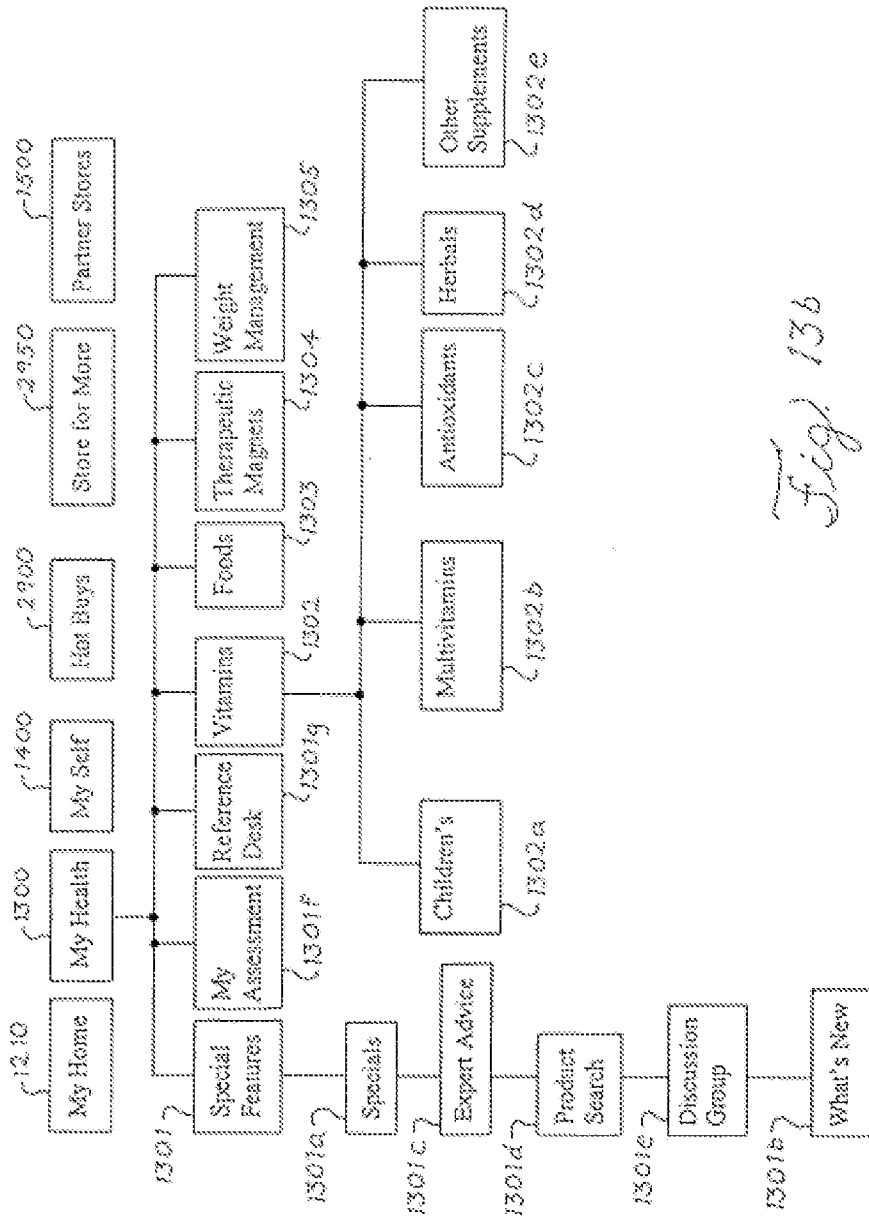 1210
1300
1400
2900
2950
1500
My Home
My Health
My Self
Hot Buys
Store for More
Partner Stores
1301
Special
Features
My
Assessment
1301f
Reference
Desk
1301g
Vitamins
1302
Foods
1303
Therapeutic
Magnets
1304
Weight
Management
1305
1301a
Specials
1301c
Expert Advice
1301d
Product
Search
1301e
Discussion
Group
1301b
What's New
Children's
1302a
Multivitamins
1302b
Antioxidants
1302c
Herbals
1302d
Other
Supplements
1302e
Fig. 13b